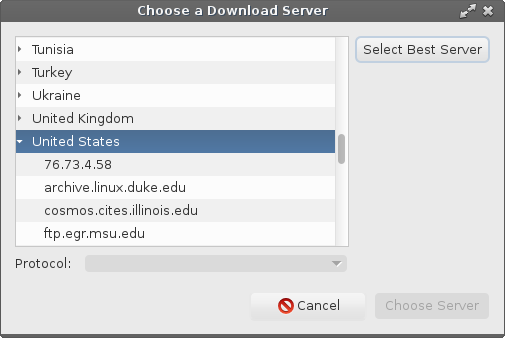 Choose a Download Server
Tunisia
Select Best Server
Turkey
Ukraine
United Kingdom
United States
76.73.4.58
archive.linux.duke.edu
cosmos.cites.illinois.edu
ftp.egr.msu.edu
Protocol:
Cancel
Choose Server